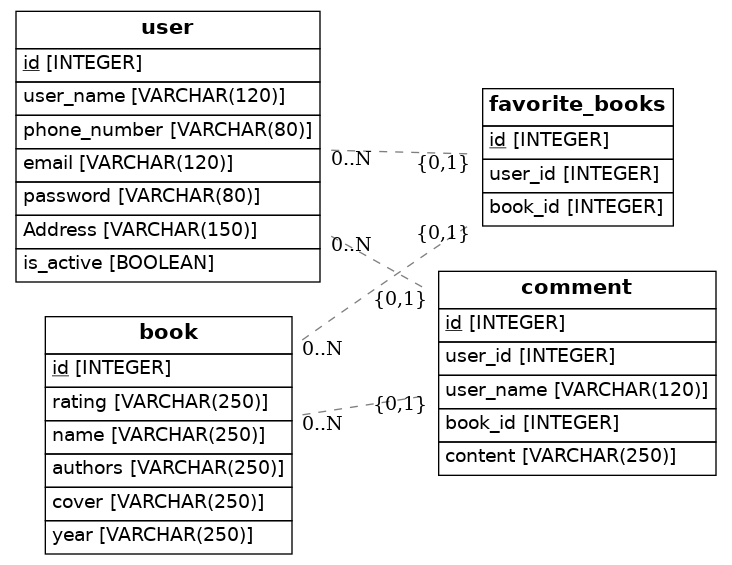 user
id [INTEGER]
user_name [VARCHAR(120)]
phone_number [VARCHAR(80)]
email [VARCHAR(120)]
password [VARCHAR(80)]
Address [VARCHAR(150)]
is_active [BOOLEAN]
favorite_books
id [INTEGER]
user_id [INTEGER]
book_id [INTEGER]
0..N
{0,1}
0..N
{0,1}
{0,1}
0..N
{0,1}
0..N
book
id [INTEGER]
rating [VARCHAR(250)]
name [VARCHAR(250)]
authors [VARCHAR(250)]
cover [VARCHAR(250)]
year [VARCHAR(250)]
comment
id [INTEGER]
user_id [INTEGER]
user_name [VARCHAR(120)]
book_id [INTEGER]
content [VARCHAR(250)]